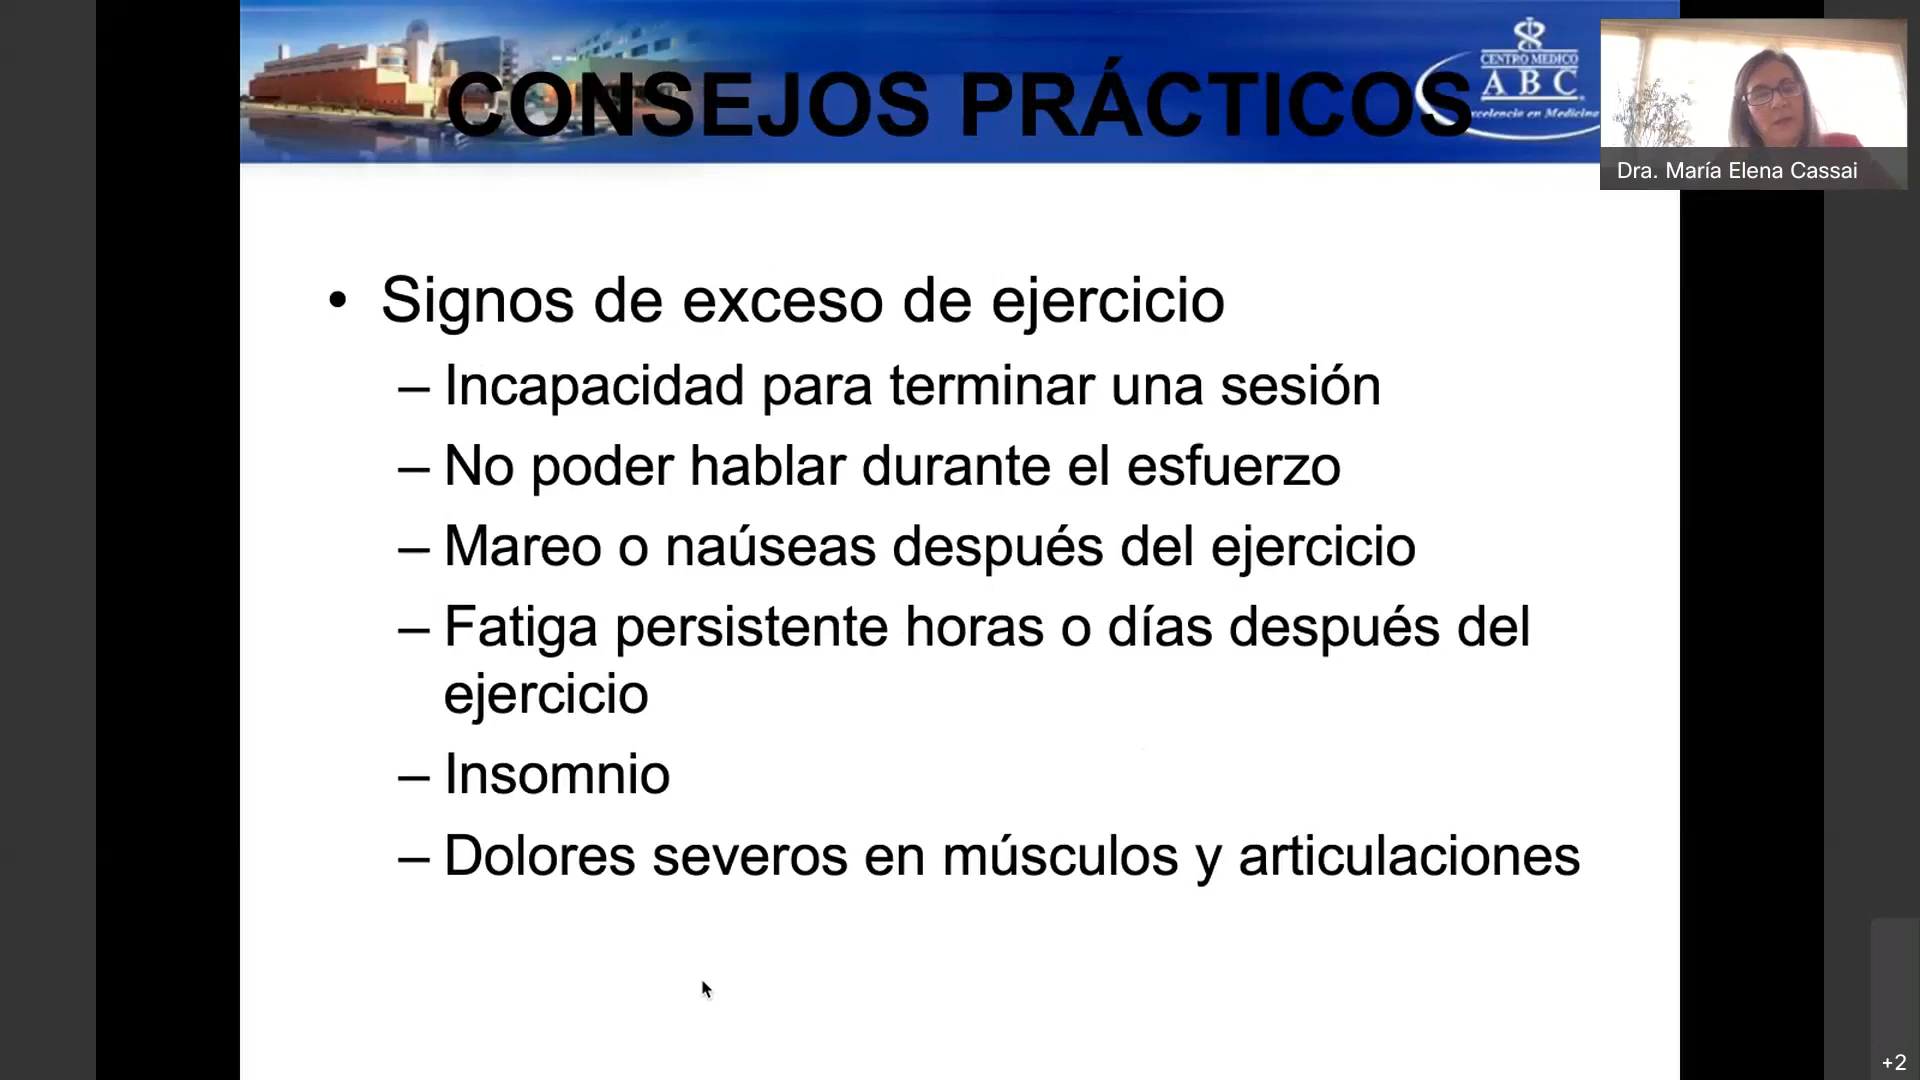 CONSEJOS PRÁCTICOS
CENTRO MEDICO
ABC
Excelencia en Medicina
Dra. María Elena Cassai
• Signos de exceso de ejercicio
– Incapacidad para terminar una sesión
– No poder hablar durante el esfuerzo
– Mareo o naúseas después del ejercicio
– Fatiga persistente horas o días después del
ejercicio
– Insomnio
– Dolores severos en músculos y articulaciones
+2